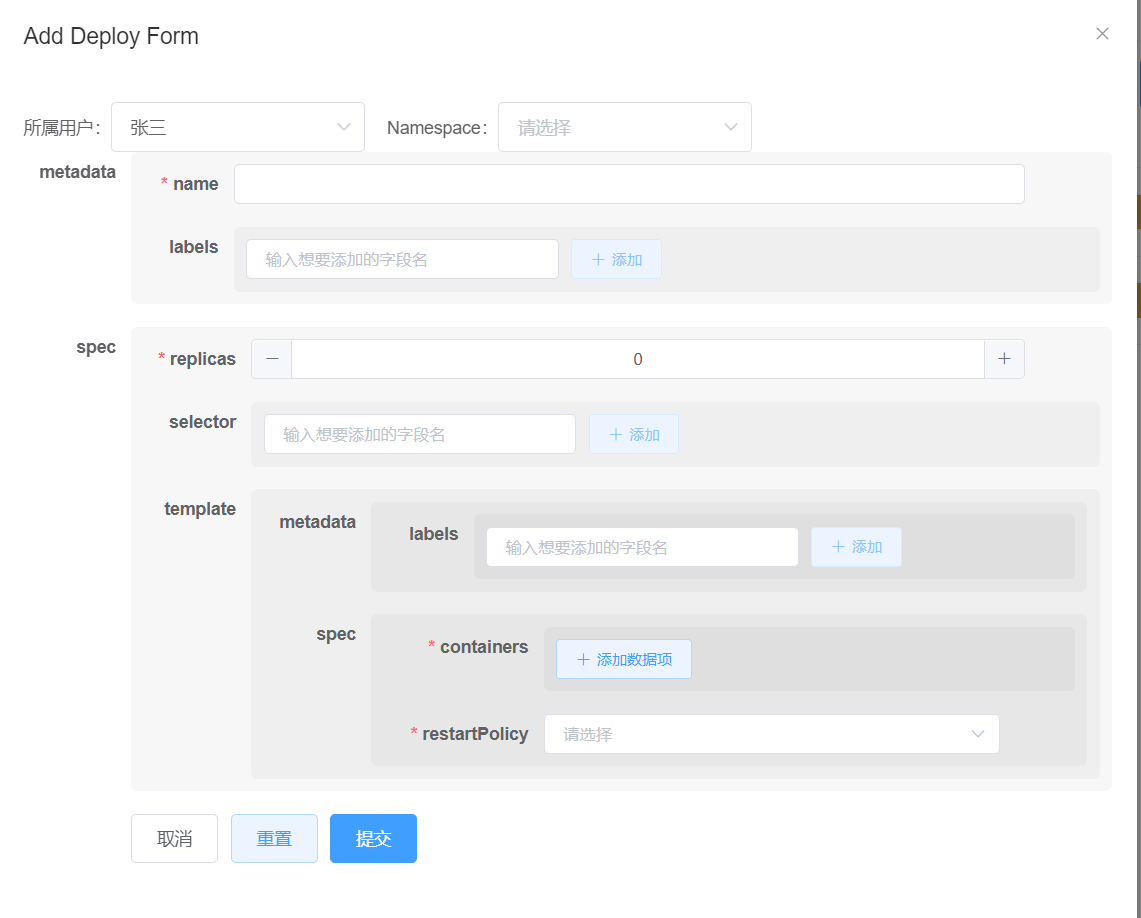 Add Deploy Form
所属用户: 张三 Namespace: 请选择
metadata
* name
labels 输入想要添加的字段名 + 添加
spec
* replicas − 0 +
selector 输入想要添加的字段名 + 添加
template
metadata
labels 输入想要添加的字段名 + 添加
spec
* containers + 添加数据项
* restartPolicy 请选择
取消 重置 提交